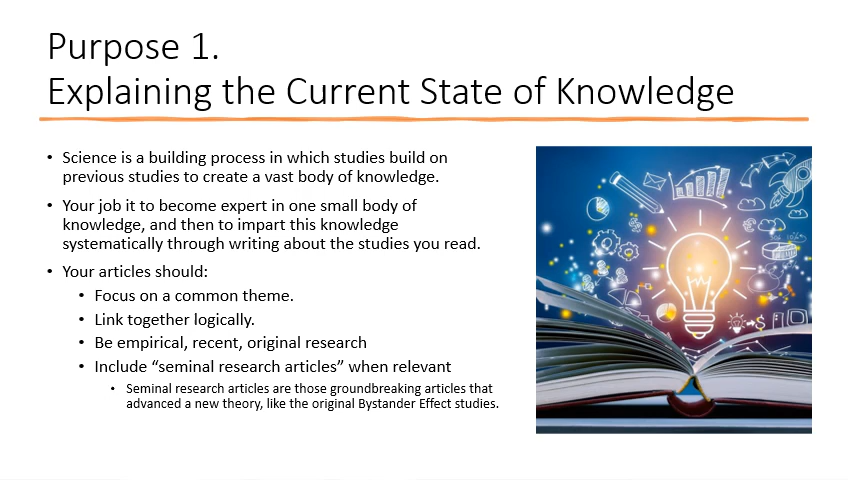 Purpose 1.
Explaining the Current State of Knowledge
• Science is a building process in which studies build on
previous studies to create a vast body of knowledge.
• Your job it to become expert in one small body of
knowledge, and then to impart this knowledge
systematically through writing about the studies you read.
• Your articles should:
• Focus on a common theme.
• Link together logically.
• Be empirical, recent, original research
• Include “seminal research articles” when relevant
• Seminal research articles are those groundbreaking articles that
advanced a new theory, like the original Bystander Effect studies.